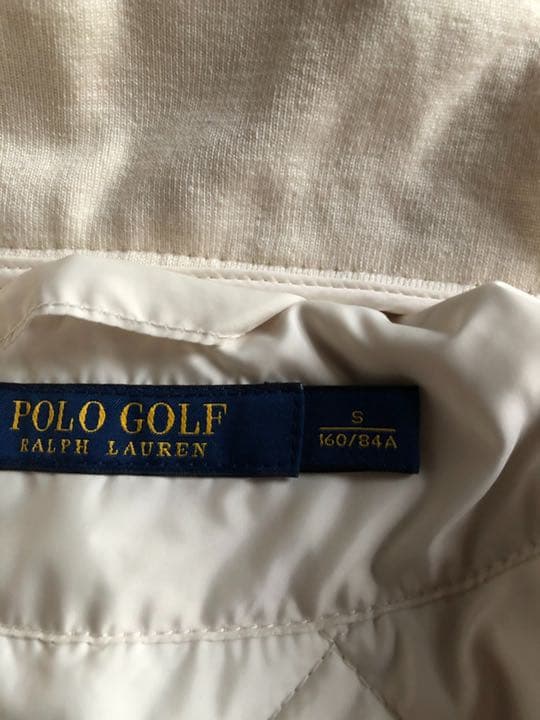 POLO GOLF
RALPH LAUREN
S
160/84A